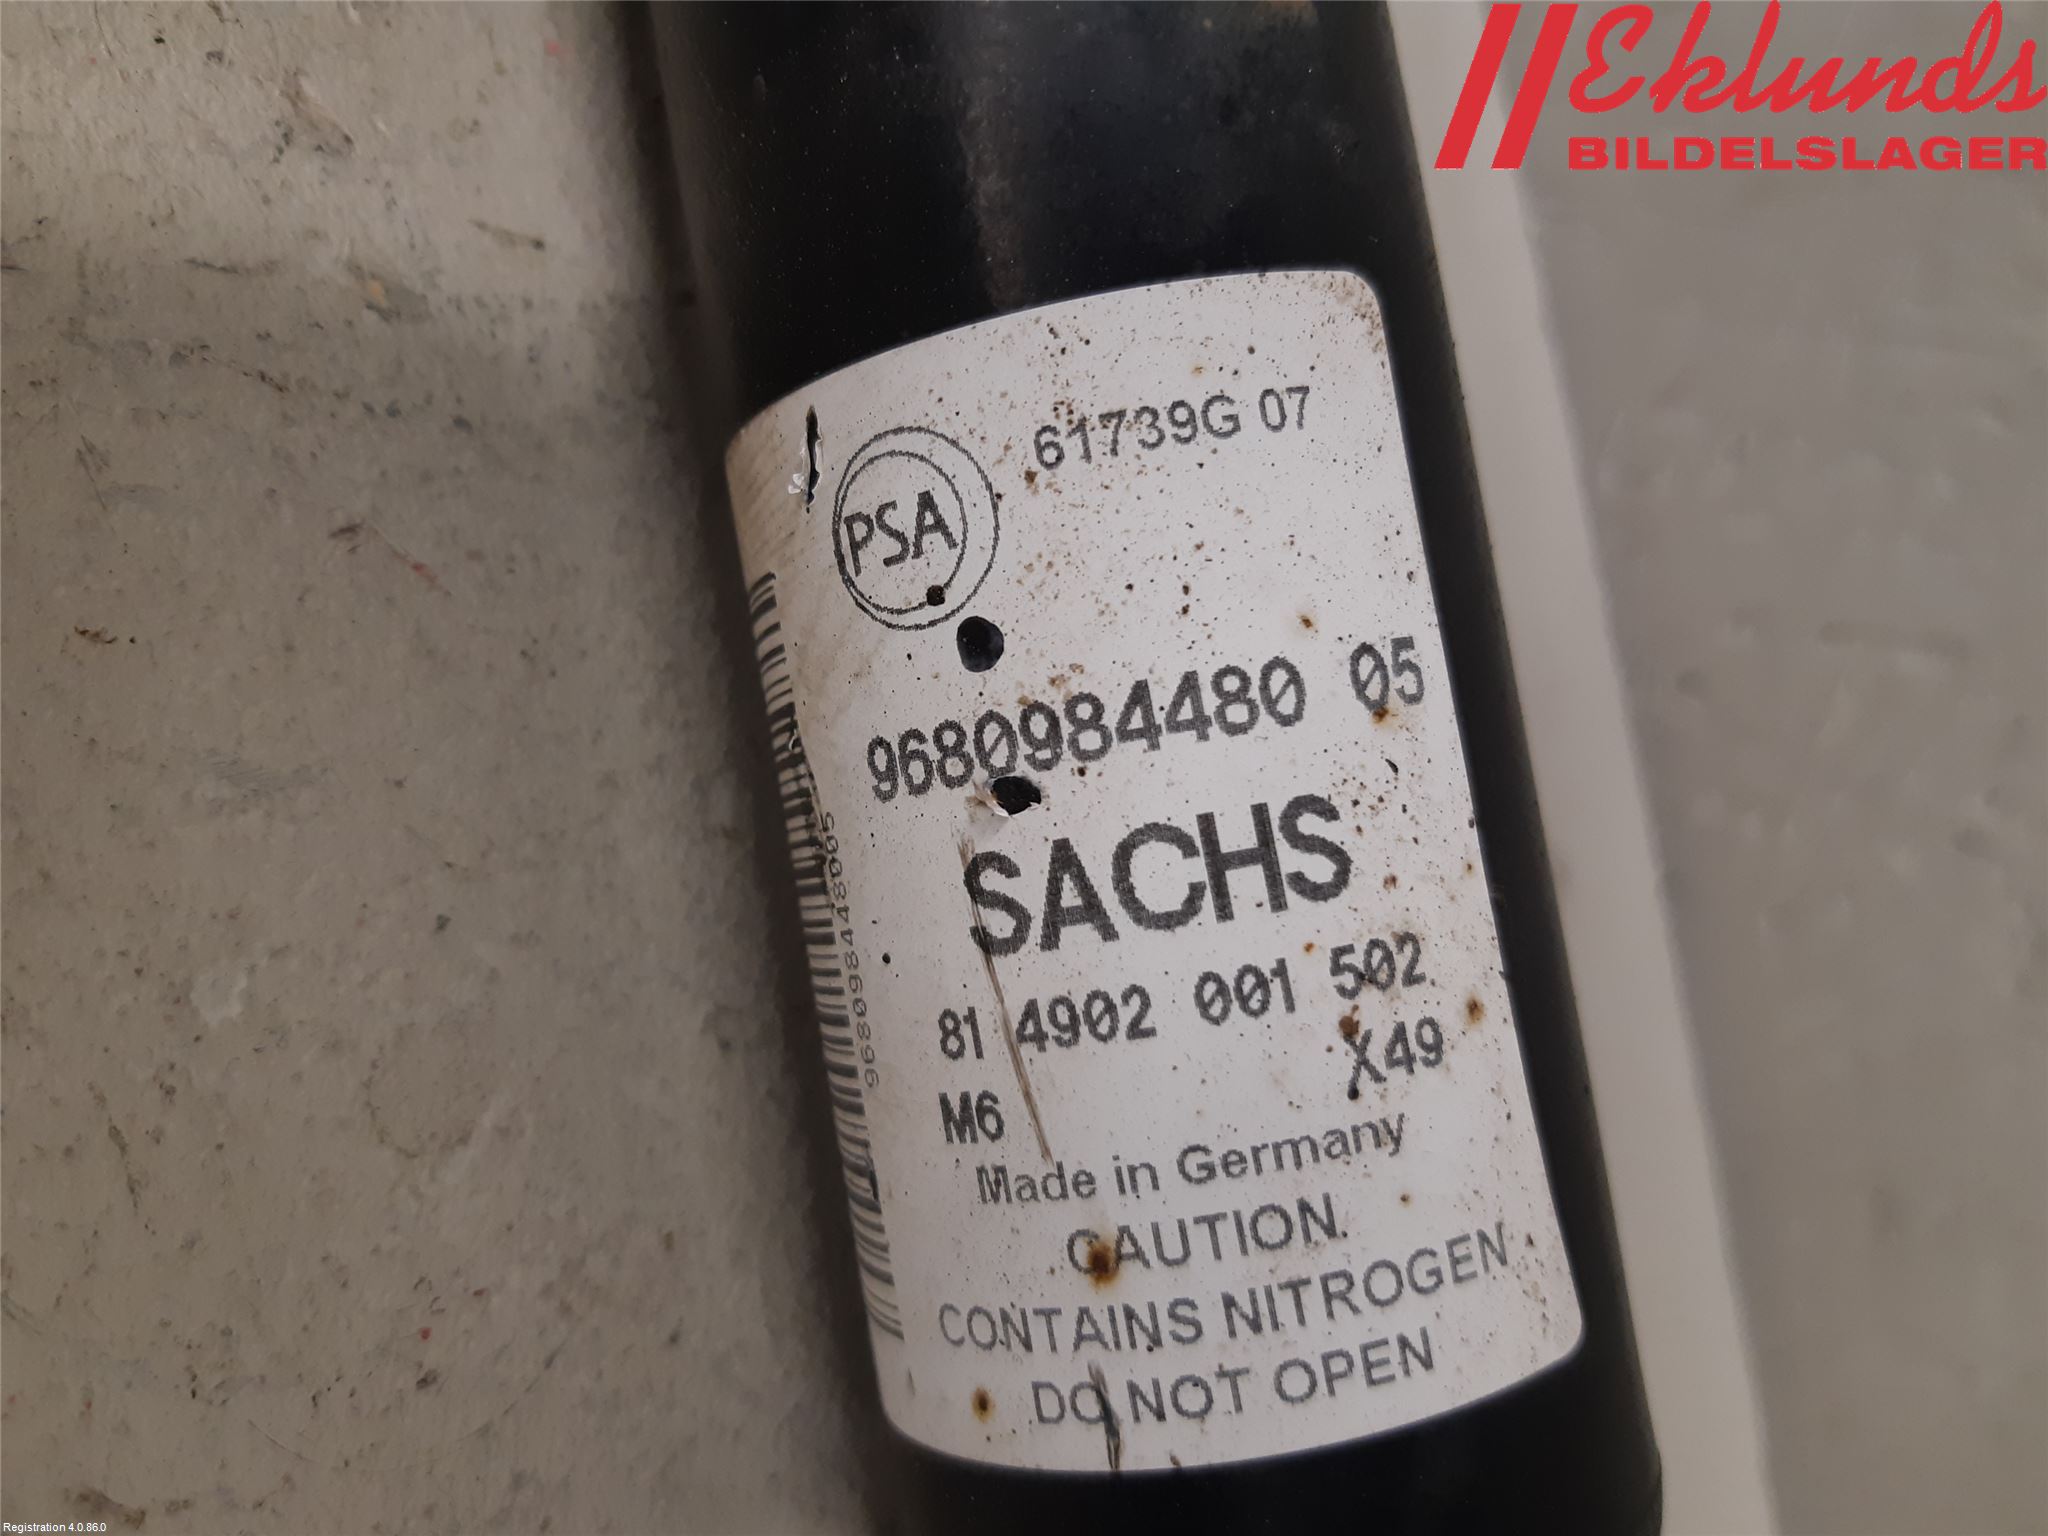 Eklunds
BILDELSLAGER
61739G 07
PSA
9680984480 05
SACHS
81 4902 001 502
M6 X49
Made in Germany
CAUTION
CONTAINS NITROGEN
DO NOT OPEN
968098448005
Registration 4.0.86.0